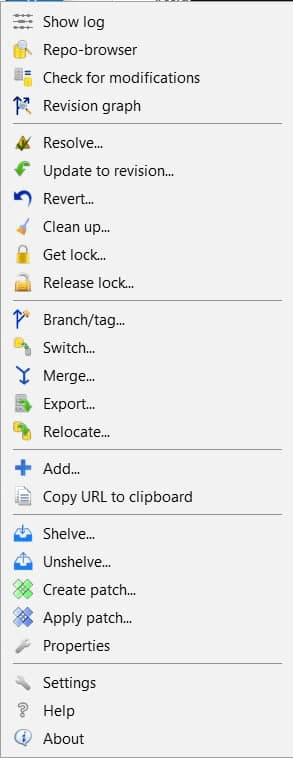 Show log
Repo-browser
Check for modifications
Revision graph
Resolve...
Update to revision...
Revert...
Clean up...
Get lock...
Release lock...
Branch/tag...
Switch...
Merge...
Export...
Relocate...
Add...
Copy URL to clipboard
Shelve...
Unshelve...
Create patch...
Apply patch...
Properties
Settings
Help
About